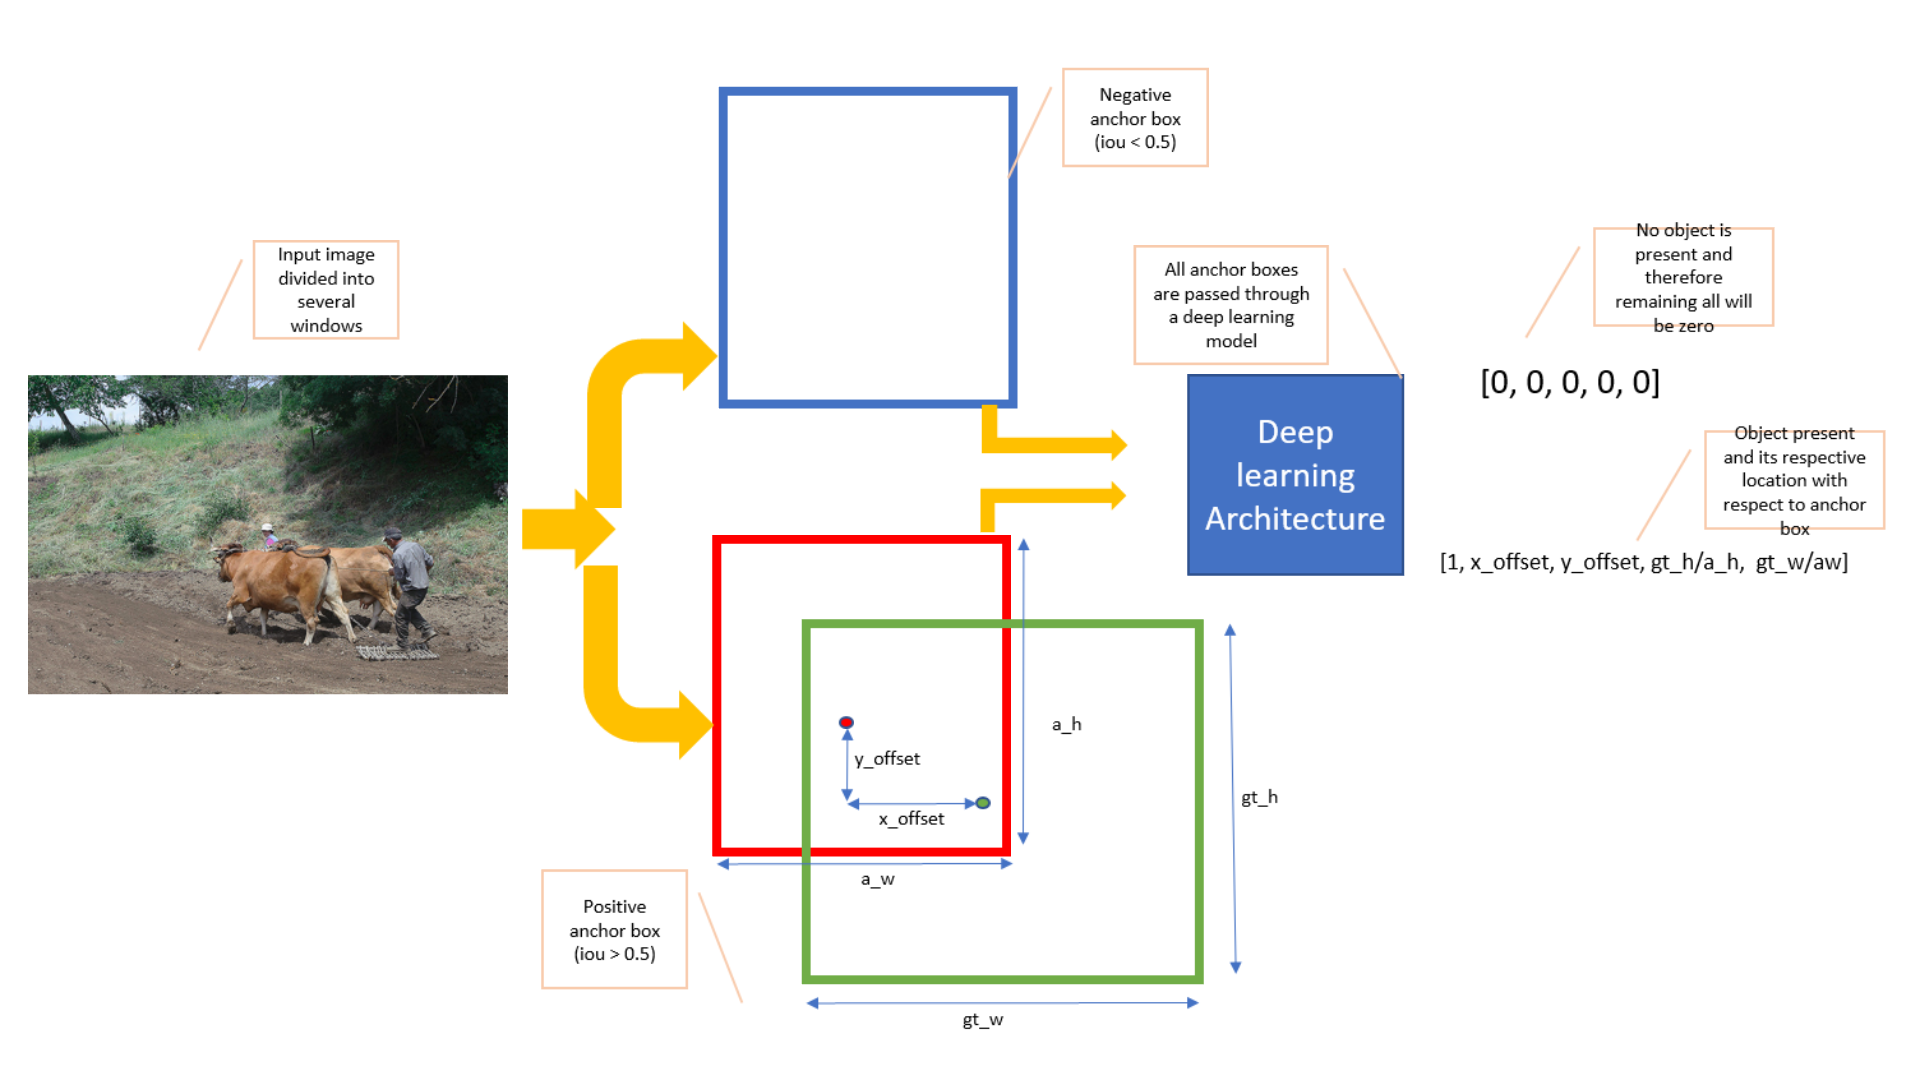 Negative
anchor box
(iou < 0.5)
Input image
divided into
several
windows
All anchor boxes
are passed through
a deep learning
model
No object is
present and
therefore
remaining all will
be zero
[0, 0, 0, 0, 0]
Deep
learning
Architecture
Object present
and its respective
location with
respect to anchor
box
[1, x_offset, y_offset, gt_h/a_h, gt_w/aw]
a_h
y_offset
x_offset
gt_h
a_w
Positive
anchor box
(iou > 0.5)
gt_w